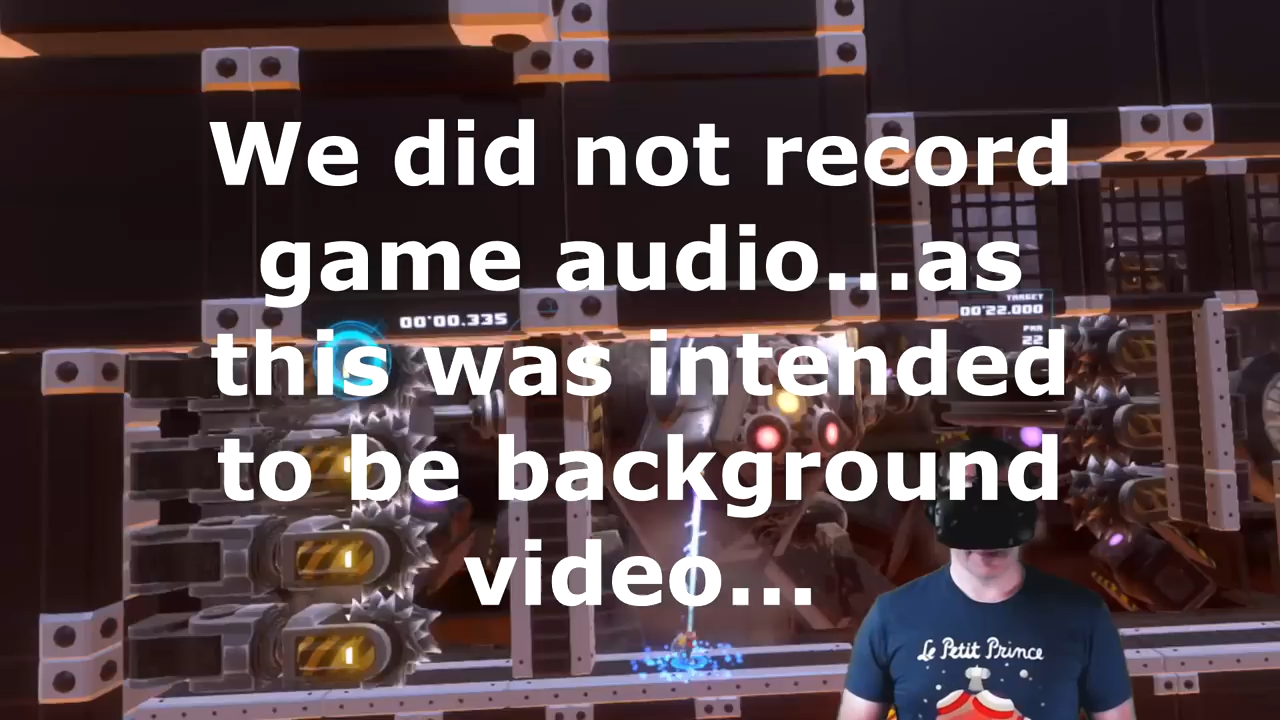 We did not record
game audio...as
TARGET
00'22.000
00'00.335
PAR
22
this was intended
to be background
video...
Le Petit Prince